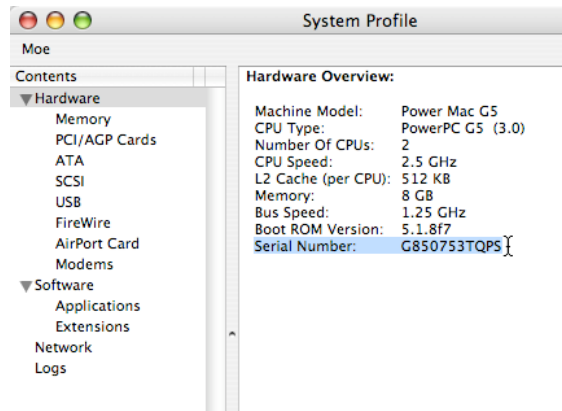 System Profile
Moe
Contents
Hardware
Memory
PCI/AGP Cards
ATA
SCSI
USB
FireWire
AirPort Card
Modems
Software
Applications
Extensions
Network
Logs
Hardware Overview:
Machine Model: Power Mac G5
CPU Type: PowerPC G5 (3.0)
Number Of CPUs: 2
CPU Speed: 2.5 GHz
L2 Cache (per CPU): 512 KB
Memory: 8 GB
Bus Speed: 1.25 GHz
Boot ROM Version: 5.1.8f7
Serial Number: G850753TQPS